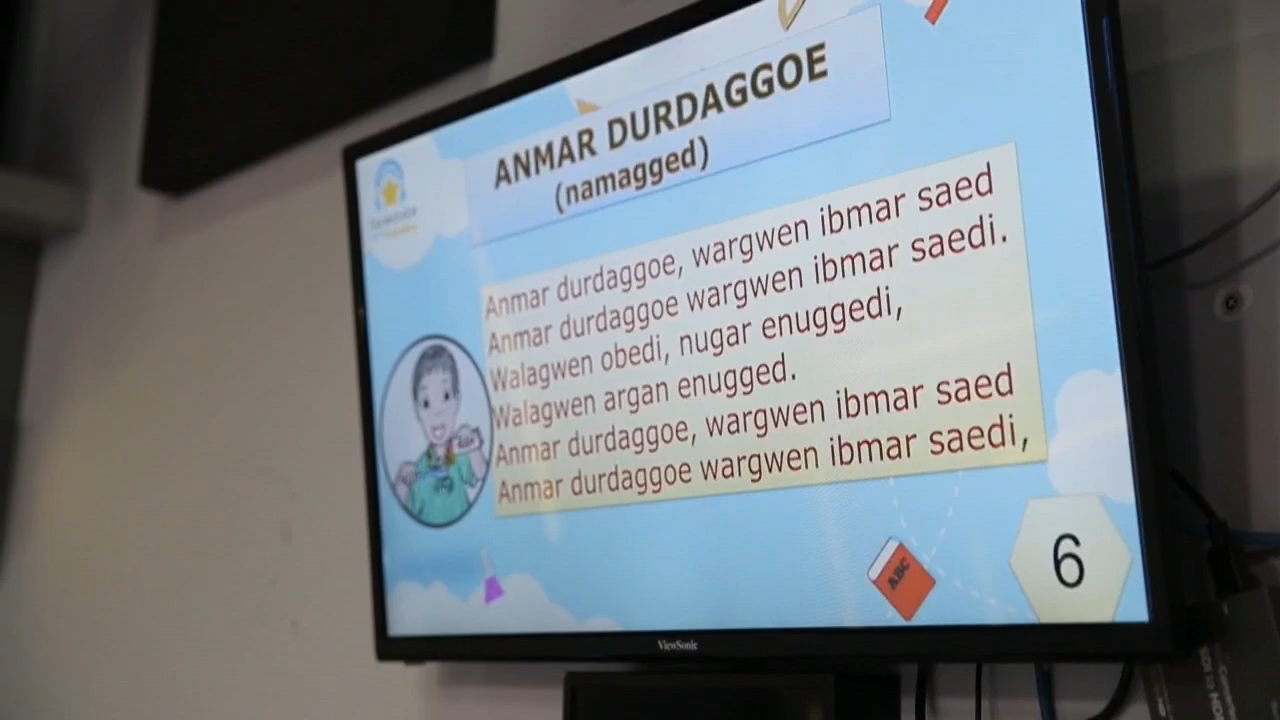 ANMAR DURDAGGOE
(namagged)
Anmar durdaggoe, wargwen ibmar saed
Anmar durdaggoe wargwen ibmar saedi.
Walagwen obedi, nugar enuggedi,
Walagwen argan enugged.
Anmar durdaggoe, wargwen ibmar saed
Anmar durdaggoe wargwen ibmar saedi,
ABC
6
ViewSonic